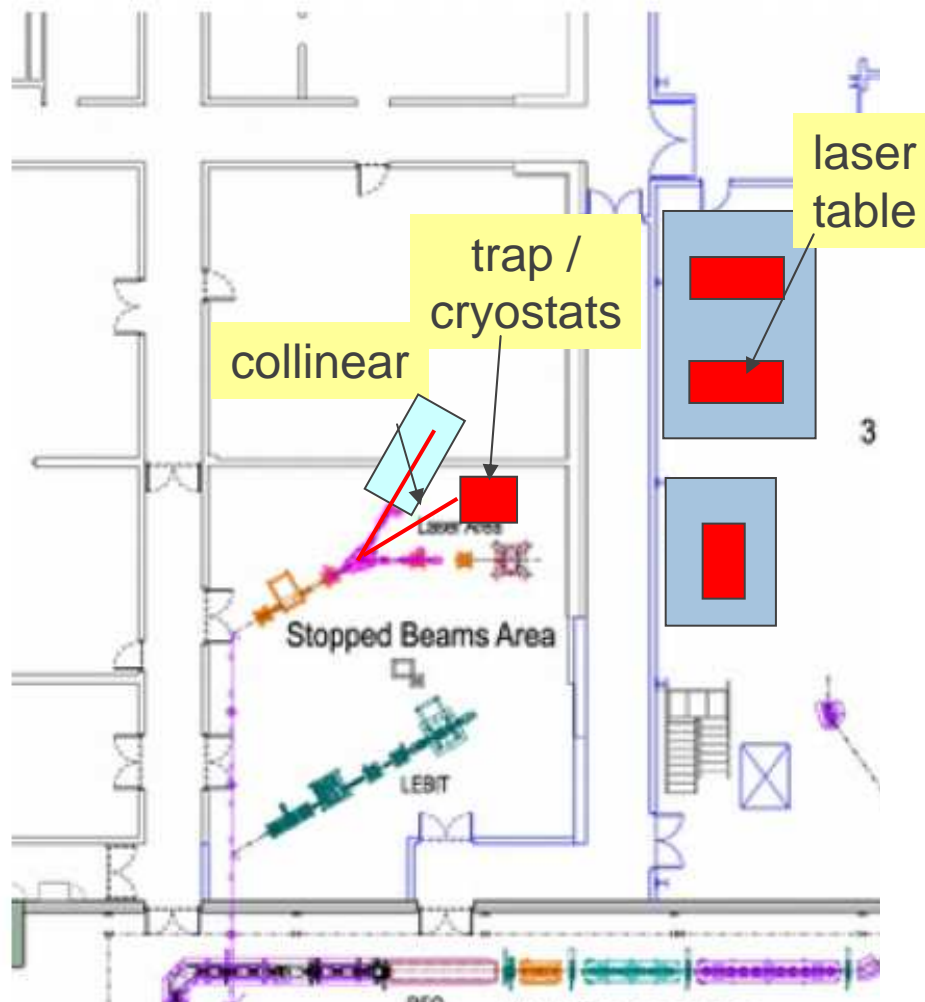 laser
table
trap /
cryostats
collinear
3
Laser Area
Stopped Beams Area
LEBIT